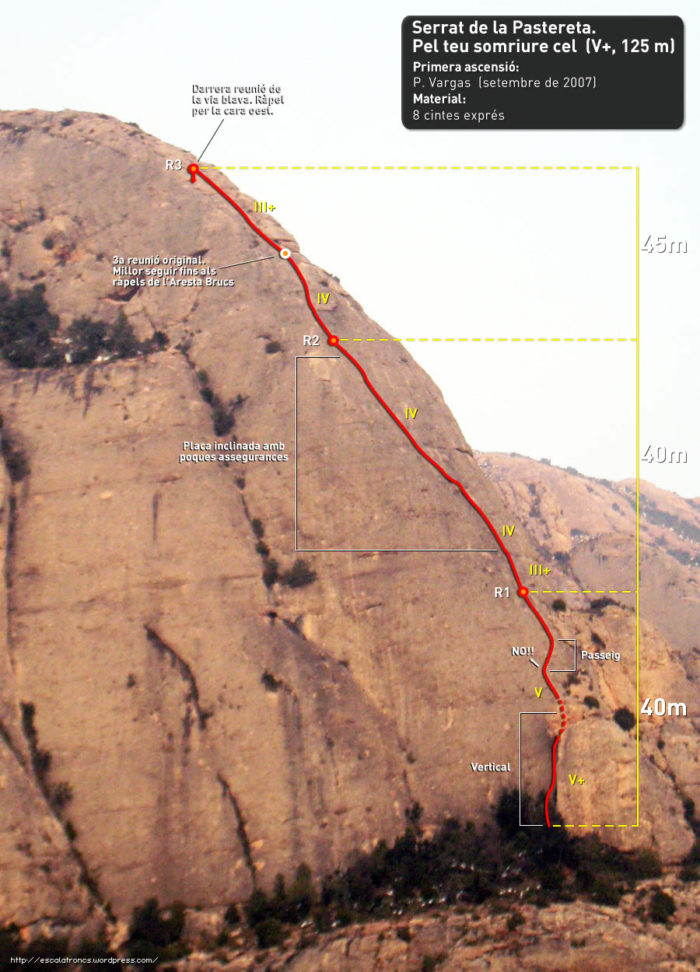 Serrat de la Pastereta.
Pel teu somriure cel (V+, 125 m)
Primera ascensió:
P. Vargas (setembre de 2007)
Material:
8 cintes exprés
Darrera reunió de
la via blava. Ràpel
per la cara oest.
R3
III+
45m
3a reunió original.
Millor seguir fins als
ràpels de l'Aresta Brucs
IV
R2
IV
Placa inclinada amb
poques assegurances
40m
IV
III+
R1
NO!!
Passeig
V
40m
Vertical
V+
http://escalatroncs.wordpress.com/